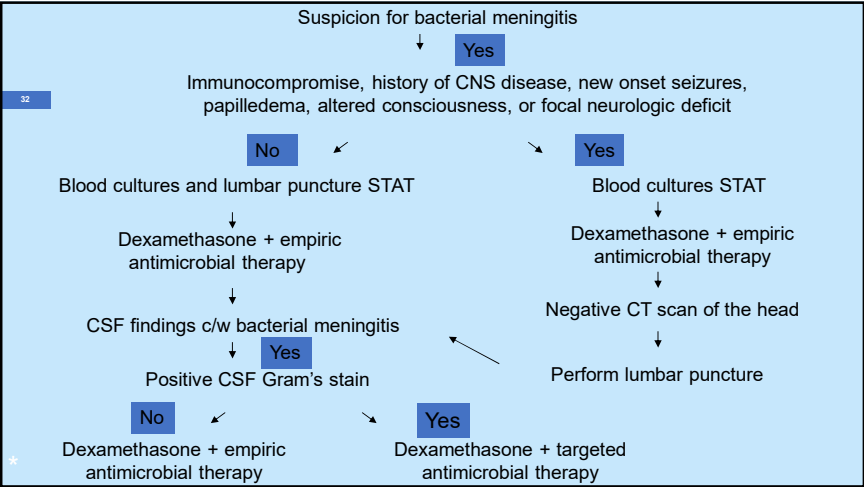 Suspicion for bacterial meningitis
Yes
Immunocompromise, history of CNS disease, new onset seizures,
papilledema, altered consciousness, or focal neurologic deficit
32
No
Yes
Blood cultures and lumbar puncture STAT
Blood cultures STAT
Dexamethasone + empiric
antimicrobial therapy
Dexamethasone + empiric
antimicrobial therapy
Negative CT scan of the head
CSF findings c/w bacterial meningitis
Yes
Perform lumbar puncture
Positive CSF Gram's stain
No
Yes
Dexamethasone + empiric
antimicrobial therapy
Dexamethasone + targeted
antimicrobial therapy
*